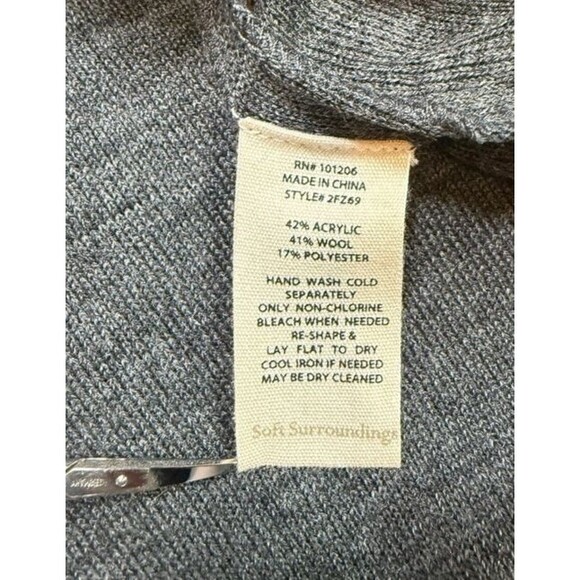 RN# 101206
MADE IN CHINA
STYLE# 2FZ69
42% ACRYLIC
41% WOOL
17% POLYESTER
HAND WASH COLD
SEPARATELY
ONLY NON-CHLORINE
BLEACH WHEN NEEDED
RE-SHAPE &
LAY FLAT TO DRY
COOL IRON IF NEEDED
MAY BE DRY CLEANED
Soft Surroundings